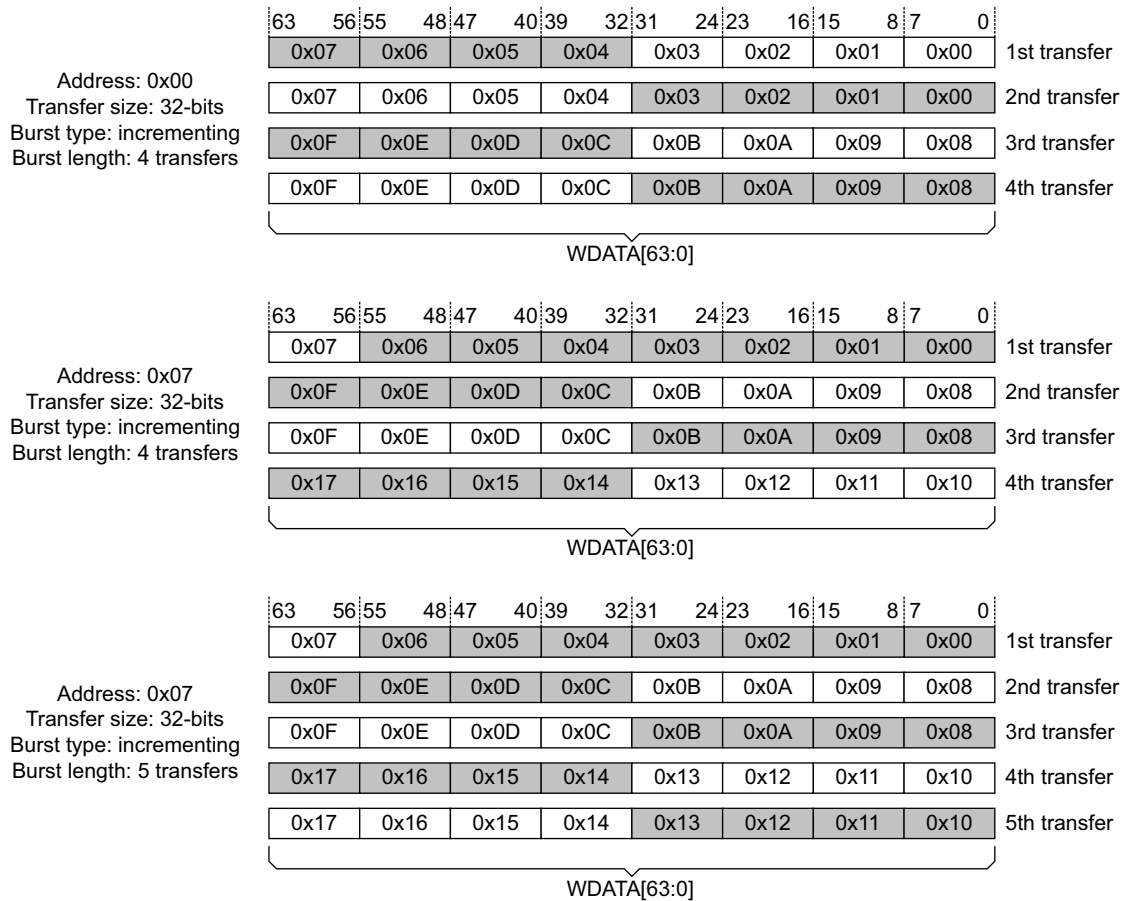 63 56 55 48 47 40 39 32 31 24 23 16 15 8 7 0
0x07 0x06 0x05 0x04 0x03 0x02 0x01 0x00 1st transfer
Address: 0x00
0x07 0x06 0x05 0x04 0x03 0x02 0x01 0x00 2nd transfer
Transfer size: 32-bits
Burst type: incrementing
0x0F 0x0E 0x0D 0x0C 0x0B 0x0A 0x09 0x08 3rd transfer
Burst length: 4 transfers
0x0F 0x0E 0x0D 0x0C 0x0B 0x0A 0x09 0x08 4th transfer
WDATA[63:0]
63 56 55 48 47 40 39 32 31 24 23 16 15 8 7 0
0x07 0x06 0x05 0x04 0x03 0x02 0x01 0x00 1st transfer
Address: 0x07
0x0F 0x0E 0x0D 0x0C 0x0B 0x0A 0x09 0x08 2nd transfer
Transfer size: 32-bits
Burst type: incrementing
0x0F 0x0E 0x0D 0x0C 0x0B 0x0A 0x09 0x08 3rd transfer
Burst length: 4 transfers
0x17 0x16 0x15 0x14 0x13 0x12 0x11 0x10 4th transfer
WDATA[63:0]
63 56 55 48 47 40 39 32 31 24 23 16 15 8 7 0
0x07 0x06 0x05 0x04 0x03 0x02 0x01 0x00 1st transfer
Address: 0x07
0x0F 0x0E 0x0D 0x0C 0x0B 0x0A 0x09 0x08 2nd transfer
Transfer size: 32-bits
Burst type: incrementing
0x0F 0x0E 0x0D 0x0C 0x0B 0x0A 0x09 0x08 3rd transfer
Burst length: 5 transfers
0x17 0x16 0x15 0x14 0x13 0x12 0x11 0x10 4th transfer
0x17 0x16 0x15 0x14 0x13 0x12 0x11 0x10 5th transfer
WDATA[63:0]